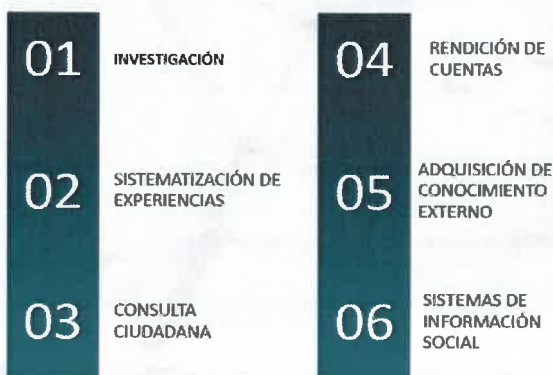 01
INVESTIGACIÓN
02
SISTEMATIZACIÓN DE
EXPERIENCIAS
03
CONSULTA
CIUDADANA
04
RENDICIÓN DE
CUENTAS
05
ADQUISICIÓN DE
CONOCIMIENTO
EXTERNO
06
SISTEMAS DE
INFORMACIÓN
SOCIAL